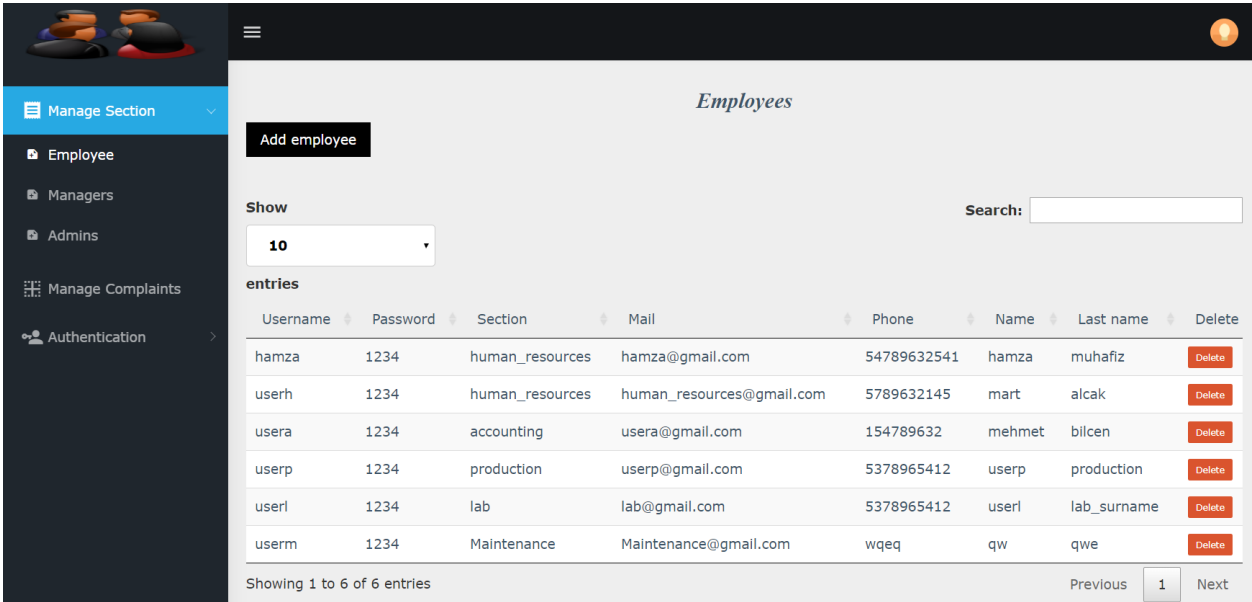 Manage Section
Employee
Managers
Admins
Manage Complaints
Authentication
Employees
Add employee
Show
10
entries
Search:
Username Password Section Mail Phone Name Last name Delete
hamza 1234 human_resources hamza@gmail.com 54789632541 hamza muhafiz Delete
userh 1234 human_resources human_resources@gmail.com 5789632145 mart alcak Delete
usera 1234 accounting usera@gmail.com 154789632 mehmet bilcen Delete
userp 1234 production userp@gmail.com 5378965412 userp production Delete
userl 1234 lab lab@gmail.com 5378965412 userl lab_surname Delete
userm 1234 Maintenance Maintenance@gmail.com wqeq qw qwe Delete
Showing 1 to 6 of 6 entries
Previous 1 Next